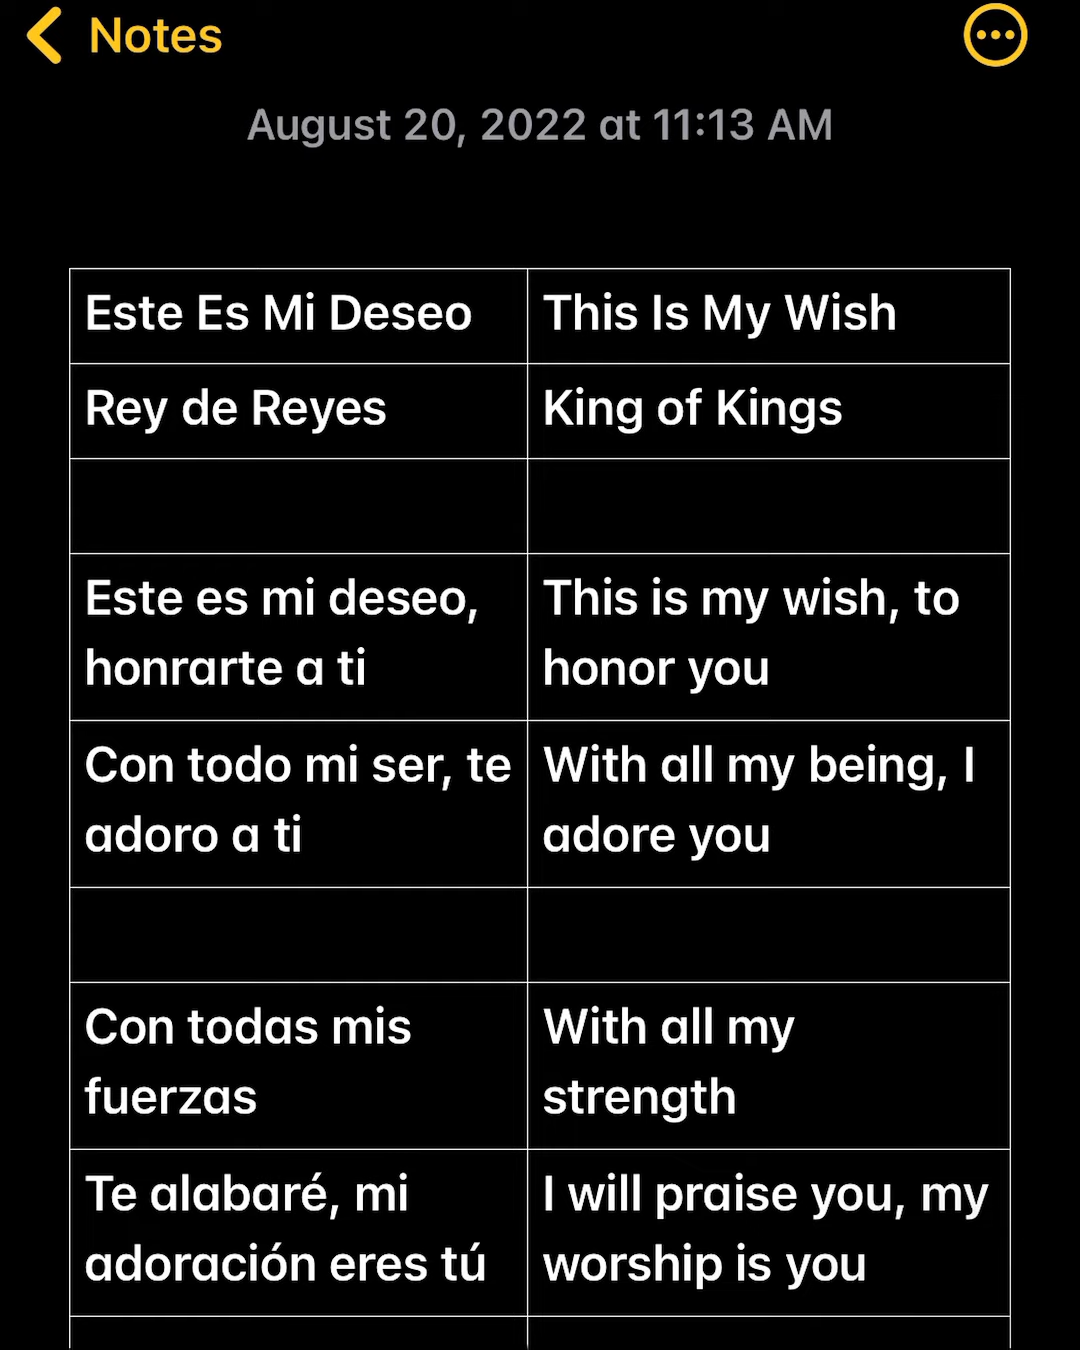 Notes
August 20, 2022 at 11:13 AM
Este Es Mi Deseo
This Is My Wish
Rey de Reyes
King of Kings
Este es mi deseo,
honrarte a ti
This is my wish, to
honor you
Con todo mi ser, te
adoro a ti
With all my being, I
adore you
Con todas mis
fuerzas
With all my
strength
Te alabaré, mi
adoración eres tú
I will praise you, my
worship is you